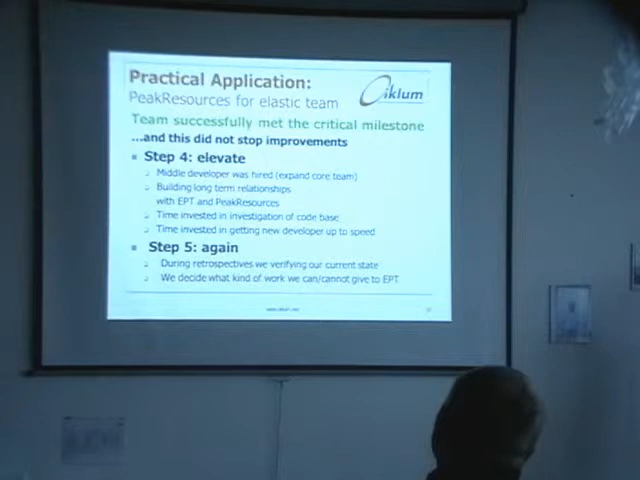 Practical Application:
PeakResources for elastic team
Ciklum
Team successfully met the critical milestone
...and this did not stop improvements
Step 4: elevate
Middle developer was hired (expand core team)
Building long term relationships
with EPT and PeakResources
Time invested in investigation of code base
Time invested in getting new developer up to speed
Step 5: again
During retrospectives we verifying our current state
We decide what kind of work we can/cannot give to EPT
www.ciklum.net